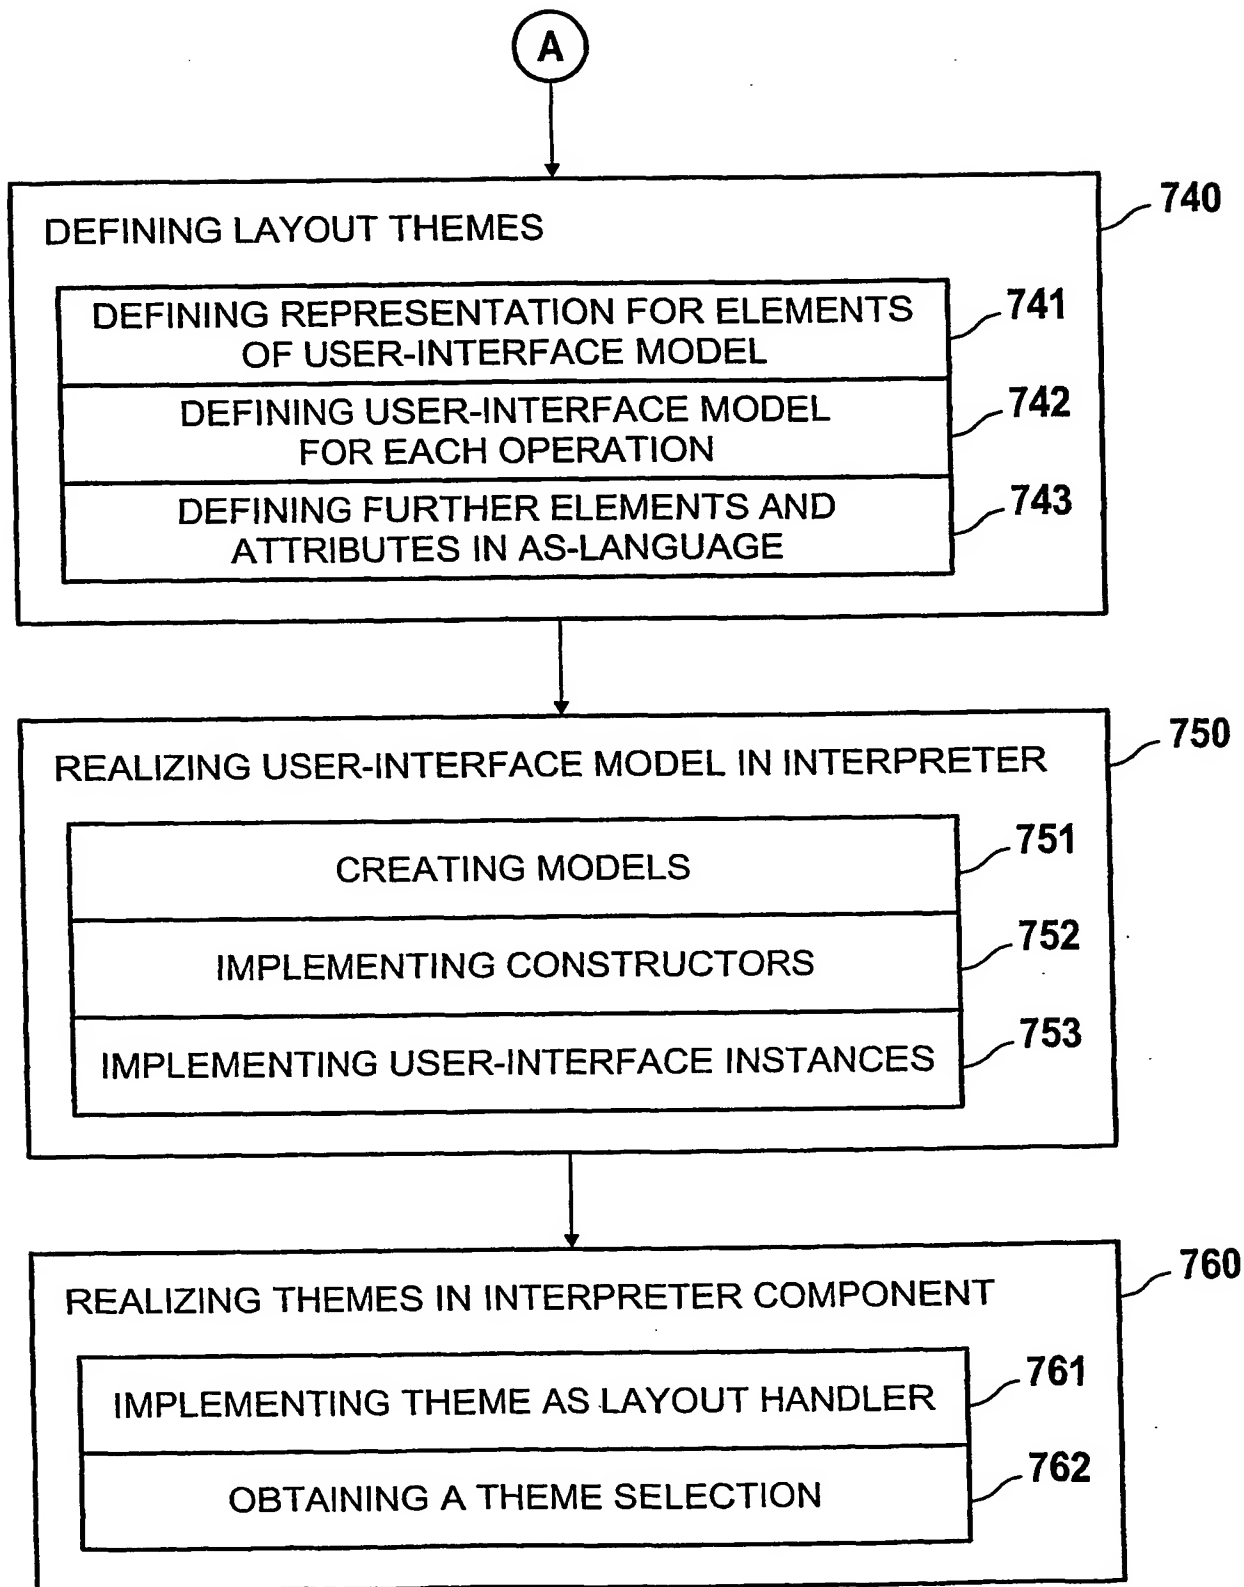 A
740
DEFINING LAYOUT THEMES
741
DEFINING REPRESENTATION FOR ELEMENTS
OF USER-INTERFACE MODEL
742
DEFINING USER-INTERFACE MODEL
FOR EACH OPERATION
743
DEFINING FURTHER ELEMENTS AND
ATTRIBUTES IN AS-LANGUAGE
750
REALIZING USER-INTERFACE MODEL IN INTERPRETER
751
CREATING MODELS
752
IMPLEMENTING CONSTRUCTORS
753
IMPLEMENTING USER-INTERFACE INSTANCES
760
REALIZING THEMES IN INTERPRETER COMPONENT
761
IMPLEMENTING THEME AS LAYOUT HANDLER
762
OBTAINING A THEME SELECTION